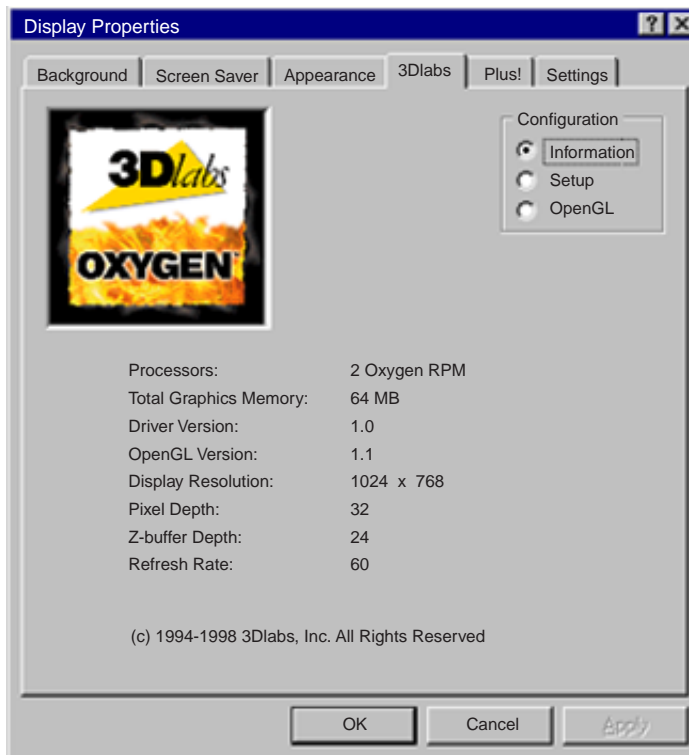 Display Properties
Background Screen Saver Appearance 3Dlabs Plus! Settings
3Dlabs
OXYGEN™
Configuration
Information
Setup
OpenGL
Processors: 2 Oxygen RPM
Total Graphics Memory: 64 MB
Driver Version: 1.0
OpenGL Version: 1.1
Display Resolution: 1024 x 768
Pixel Depth: 32
Z-buffer Depth: 24
Refresh Rate: 60
(c) 1994-1998 3Dlabs, Inc. All Rights Reserved
OK Cancel Apply